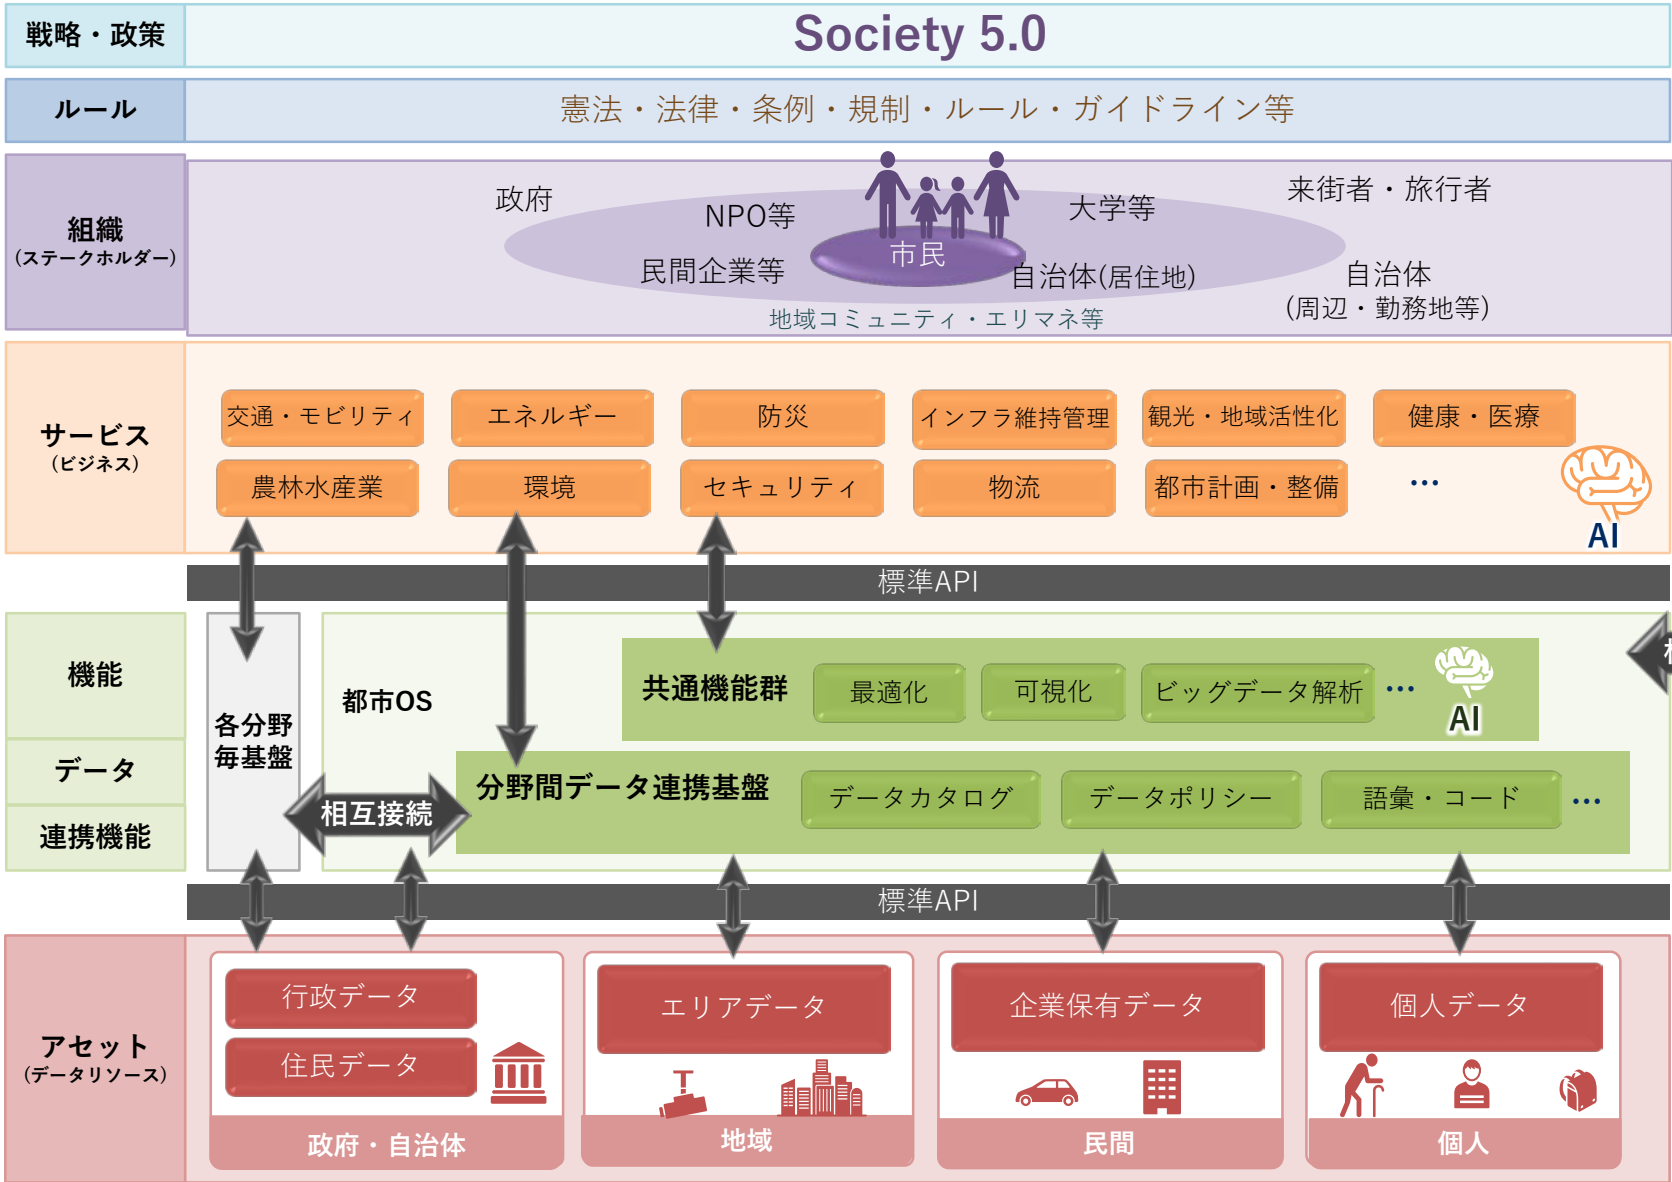 戦略・政策
Society 5.0
ルール
憲法・法律・条例・規制・ルール・ガイドライン等
組織
(ステークホルダー)
政府
NPO等
大学等
来街者・旅行者
市民
民間企業等
自治体(居住地)
自治体
(周辺・勤務地等)
地域コミュニティ・エリマネ等
サービス
(ビジネス)
交通・モビリティ
エネルギー
防災
インフラ維持管理
観光・地域活性化
健康・医療
農林水産業
環境
セキュリティ
物流
都市計画・整備
…
AI
標準API
機能
データ
連携機能
各分野
毎基盤
都市OS
共通機能群
最適化
可視化
ビッグデータ解析
…
AI
相互接続
分野間データ連携基盤
データカタログ
データポリシー
語彙・コード
…
標準API
アセット
(データリソース)
行政データ
住民データ
政府・自治体
エリアデータ
地域
企業保有データ
民間
個人データ
個人